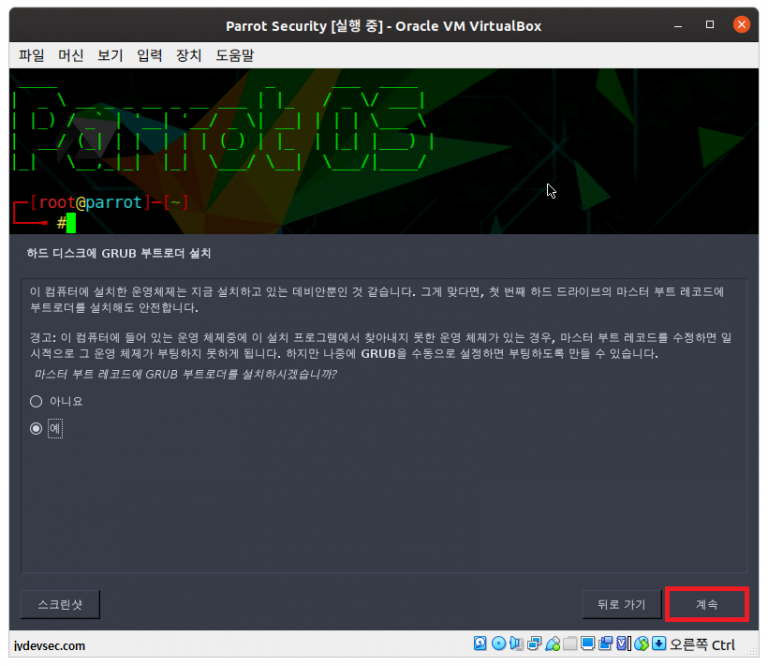 Parrot Security [실행 중] - Oracle VM VirtualBox
파일 머신 보기 입력 장치 도움말
Parrot OS
[root@parrot]-[~]
#
하드 디스크에 GRUB 부트로더 설치
이 컴퓨터에 설치한 운영체제는 지금 설치하고 있는 데비안뿐인 것 같습니다. 그게 맞다면, 첫 번째 하드 드라이브의 마스터 부트 레코드에
부트로더를 설치해도 안전합니다.
경고: 이 컴퓨터에 들어 있는 운영 체제중에 이 설치 프로그램에서 찾아내지 못한 운영 체제가 있는 경우, 마스터 부트 레코드를 수정하면 일
시적으로 그 운영 체제가 부팅하지 못하게 됩니다. 하지만 나중에 GRUB을 수동으로 설정하면 부팅하도록 만들 수 있습니다.
마스터 부트 레코드에 GRUB 부트로더를 설치하시겠습니까?
아니요
예
스크린샷 뒤로 가기 계속
jydevsec.com 오른쪽 Ctrl